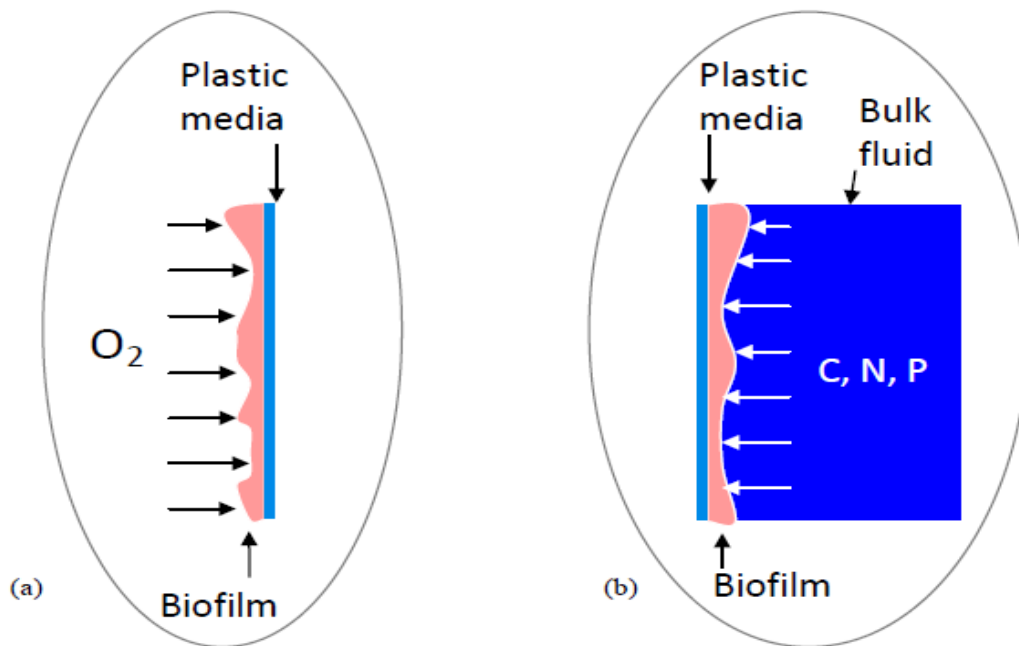 Plastic
media
O2
Biofilm
(a)
Plastic
media
Bulk
fluid
C, N, P
Biofilm
(b)